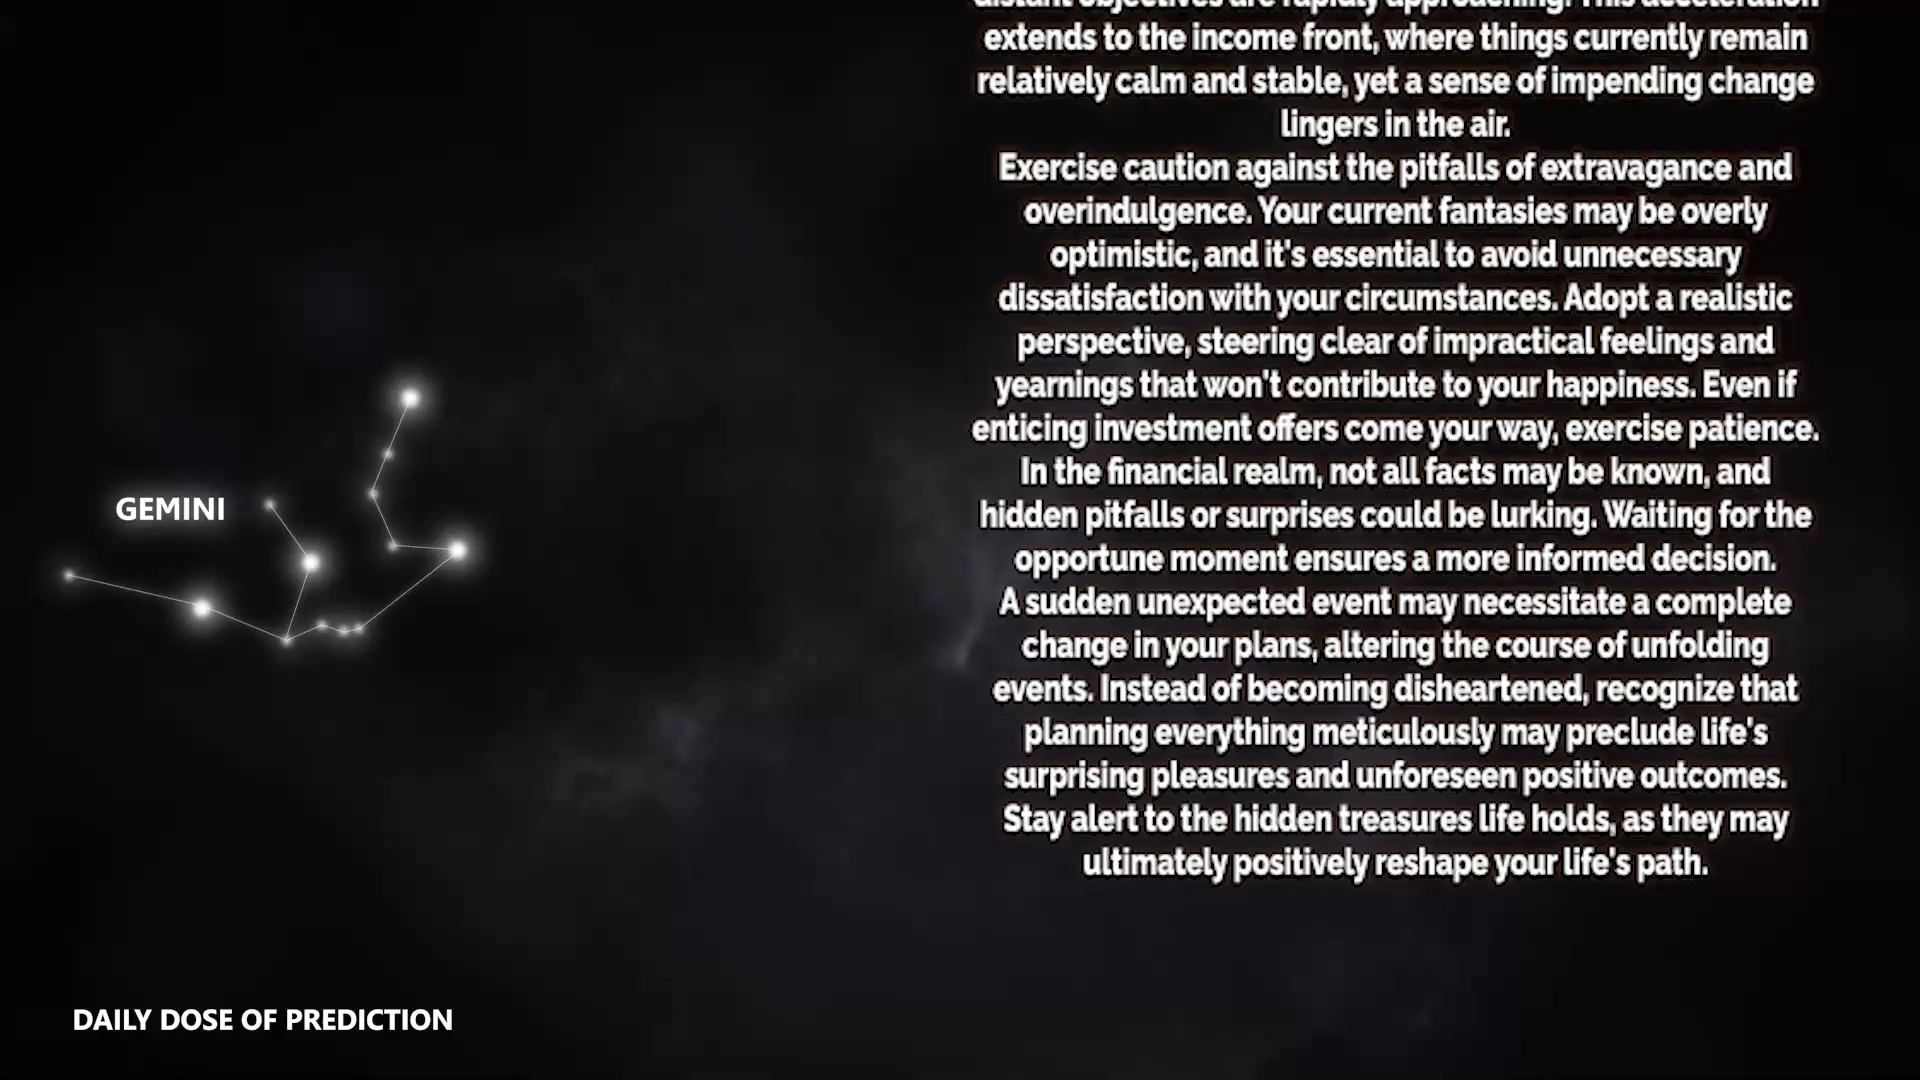 distant objectives are rapidly approaching. This acceleration
extends to the income front, where things currently remain
relatively calm and stable, yet a sense of impending change
lingers in the air.
Exercise caution against the pitfalls of extravagance and
overindulgence. Your current fantasies may be overly
optimistic, and it's essential to avoid unnecessary
dissatisfaction with your circumstances. Adopt a realistic
perspective, steering clear of impractical feelings and
yearnings that won't contribute to your happiness. Even if
enticing investment offers come your way, exercise patience.
In the financial realm, not all facts may be known, and
hidden pitfalls or surprises could be lurking. Waiting for the
opportune moment ensures a more informed decision.
A sudden unexpected event may necessitate a complete
change in your plans, altering the course of unfolding
events. Instead of becoming disheartened, recognize that
planning everything meticulously may preclude life's
surprising pleasures and unforeseen positive outcomes.
Stay alert to the hidden treasures life holds, as they may
ultimately positively reshape your life's path.
GEMINI
DAILY DOSE OF PREDICTION